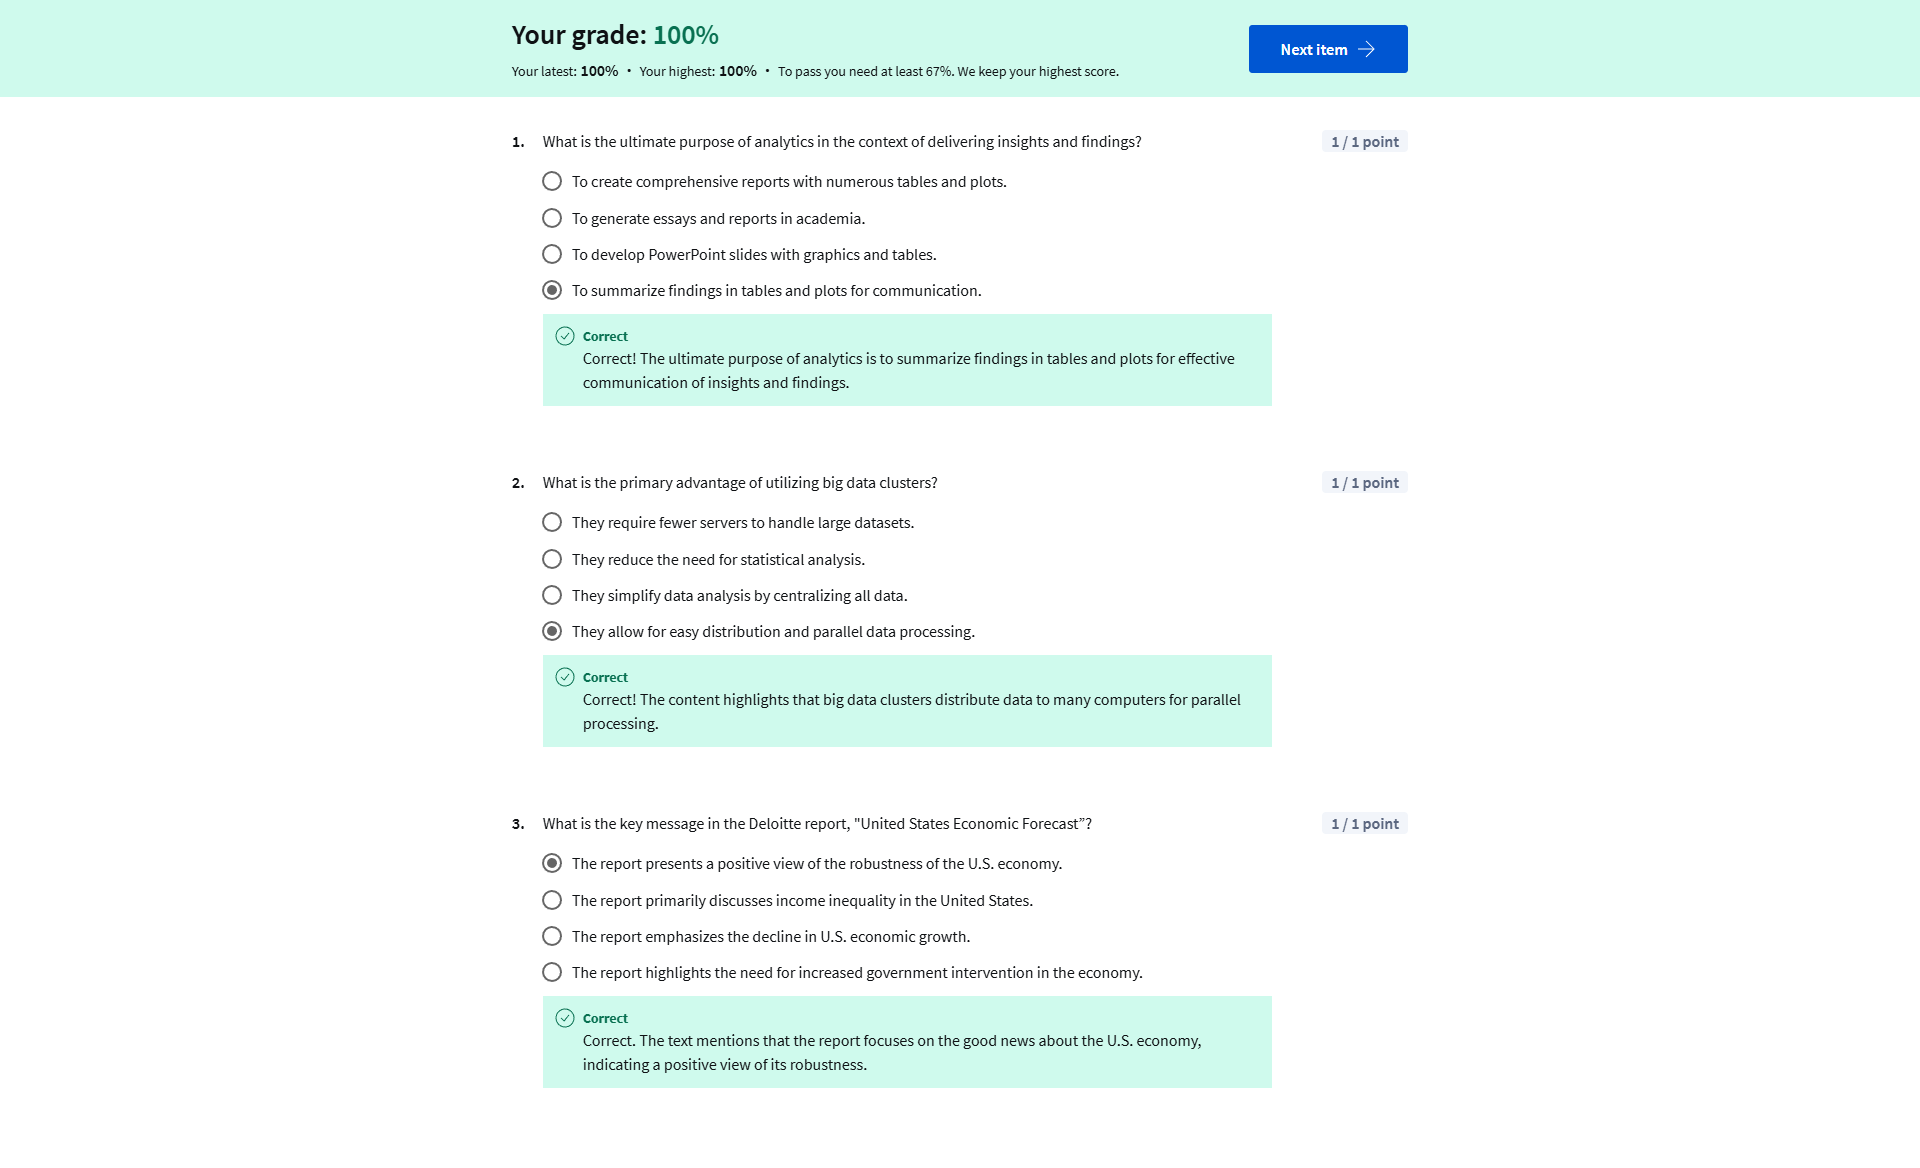 Your grade: 100%
Your latest: 100% • Your highest: 100% • To pass you need at least 67%. We keep your highest score.
Next item
1. What is the ultimate purpose of analytics in the context of delivering insights and findings?
1 / 1 point
To create comprehensive reports with numerous tables and plots.
To generate essays and reports in academia.
To develop PowerPoint slides with graphics and tables.
To summarize findings in tables and plots for communication.
Correct
Correct! The ultimate purpose of analytics is to summarize findings in tables and plots for effective
communication of insights and findings.
2. What is the primary advantage of utilizing big data clusters?
1 / 1 point
They require fewer servers to handle large datasets.
They reduce the need for statistical analysis.
They simplify data analysis by centralizing all data.
They allow for easy distribution and parallel data processing.
Correct
Correct! The content highlights that big data clusters distribute data to many computers for parallel
processing.
3. What is the key message in the Deloitte report, "United States Economic Forecast”?
1 / 1 point
The report presents a positive view of the robustness of the U.S. economy.
The report primarily discusses income inequality in the United States.
The report emphasizes the decline in U.S. economic growth.
The report highlights the need for increased government intervention in the economy.
Correct
Correct. The text mentions that the report focuses on the good news about the U.S. economy,
indicating a positive view of its robustness.